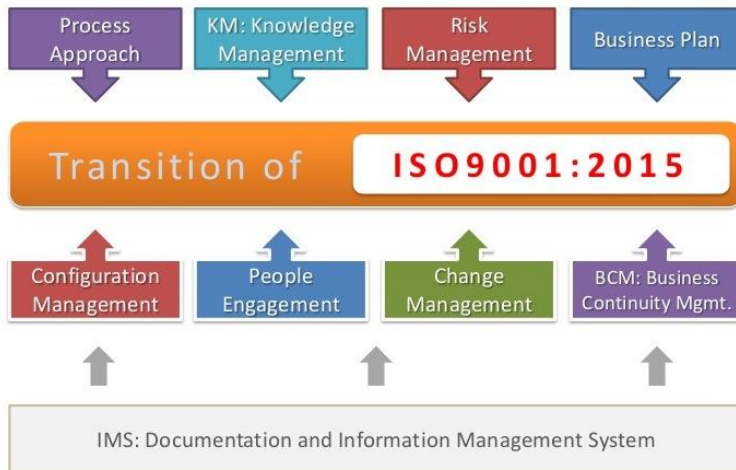 Process
Approach
KM: Knowledge
Management
Risk
Management
Business Plan
Transition of ISO9001:2015
Configuration
Management
People
Engagement
Change
Management
BCM: Business
Continuity Mgmt.
IMS: Documentation and Information Management System